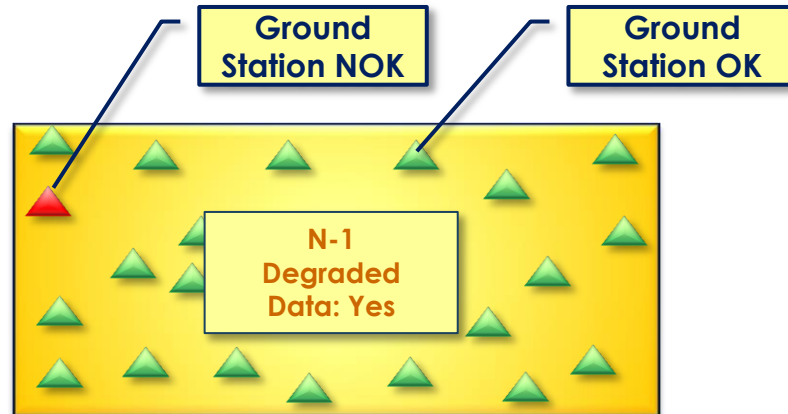 Ground
Station NOK
Ground
Station OK
N-1
Degraded
Data: Yes